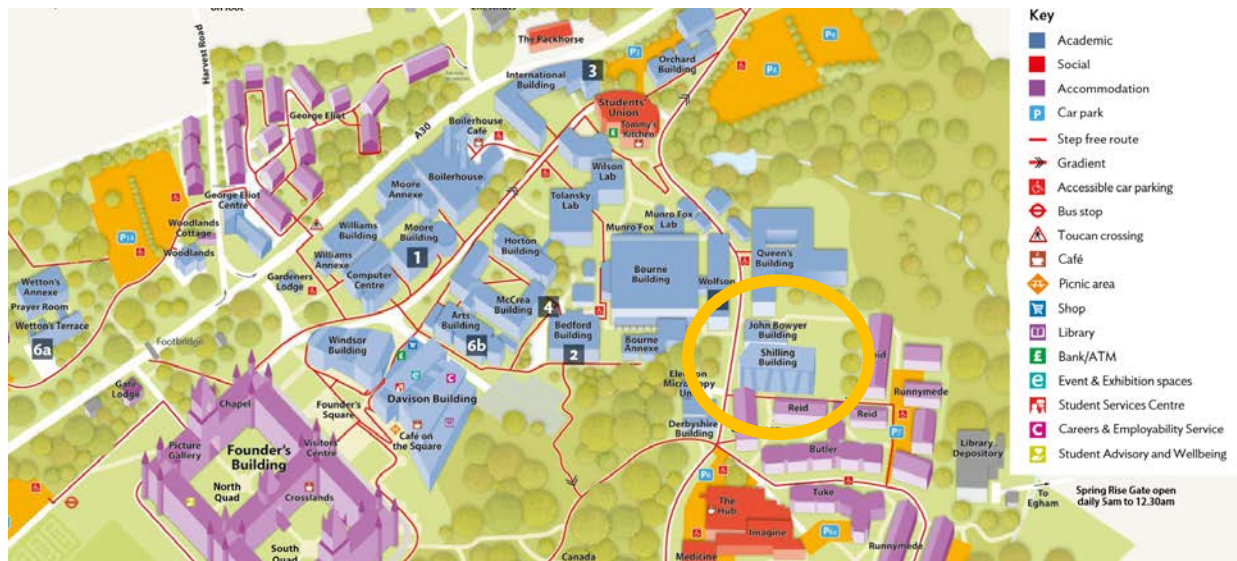 on foot
Harvest Road
The Packhorse
P3
P4
P5
International
Building
3
Orchard
Building
George Eliot
A30
Boilerhouse
Café
Students'
Union
Tommy's
Kitchen
Boilerhouse
Moore
Annexe
Wilson
Lab
Tolansky
Lab
George Eliot
Centre
Woodlands
Cottage
Woodlands
Williams
Building
Moore
Building
1
Horton
Building
Munro Fox
Lab
Munro Fox
Williams
Annexe
Computer
Centre
Gardeners
Lodge
Bourne
Building
Wolfson
Queen's
Building
Wetton's
Annexe
Prayer Room
Wetton's Terrace
6a
Footbridge
McCrea
Building
4
Arts
Building
6b
Bedford
Building
2
Bourne
Annexe
John Bowyer
Building
Shilling
Building
Windsor
Building
Gate
Lodge
Davison Building
Founder's
Square
Café on
the Square
Chapel
Picture
Gallery
Founder's
Building
Visitors
Centre
North
Quad
Crosslands
South
Quad
Derbyshire
Building
Reid
Reid
Runnymede
P7
Butler
Library
Depository
Tuke
The
Hub
Imagine
Medicine
Runnymede
Canada
To
Egham
Spring Rise Gate open
daily 5am to 12.30am
Key
Academic
Social
Accommodation
P Car park
Step free route
Gradient
Accessible car parking
Bus stop
Toucan crossing
Café
Picnic area
Shop
Library
£ Bank/ATM
e Event & Exhibition spaces
Student Services Centre
C Careers & Employability Service
Student Advisory and Wellbeing